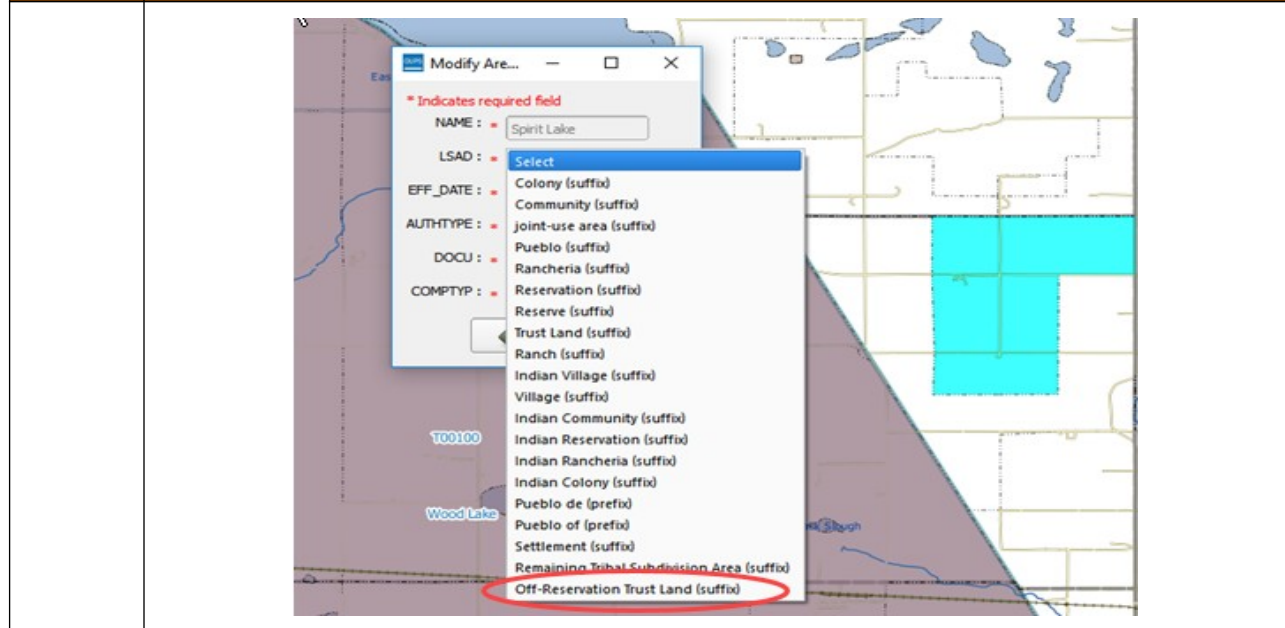 Modify Are...
* Indicates required field
NAME : * Spirit Lake
LSAD : *
EFF_DATE : *
AUTHTYPE : *
DOCU : *
COMPTYP : *
Select
Colony (suffix)
Community (suffix)
joint-use area (suffix)
Pueblo (suffix)
Rancheria (suffix)
Reservation (suffix)
Reserve (suffix)
Trust Land (suffix)
Ranch (suffix)
Indian Village (suffix)
Village (suffix)
Indian Community (suffix)
Indian Reservation (suffix)
Indian Rancheria (suffix)
Indian Colony (suffix)
Pueblo de (prefix)
Pueblo of (prefix)
Settlement (suffix)
Remaining Tribal Subdivision Area (suffix)
Off-Reservation Trust Land (suffix)
T00100
Wood Lake